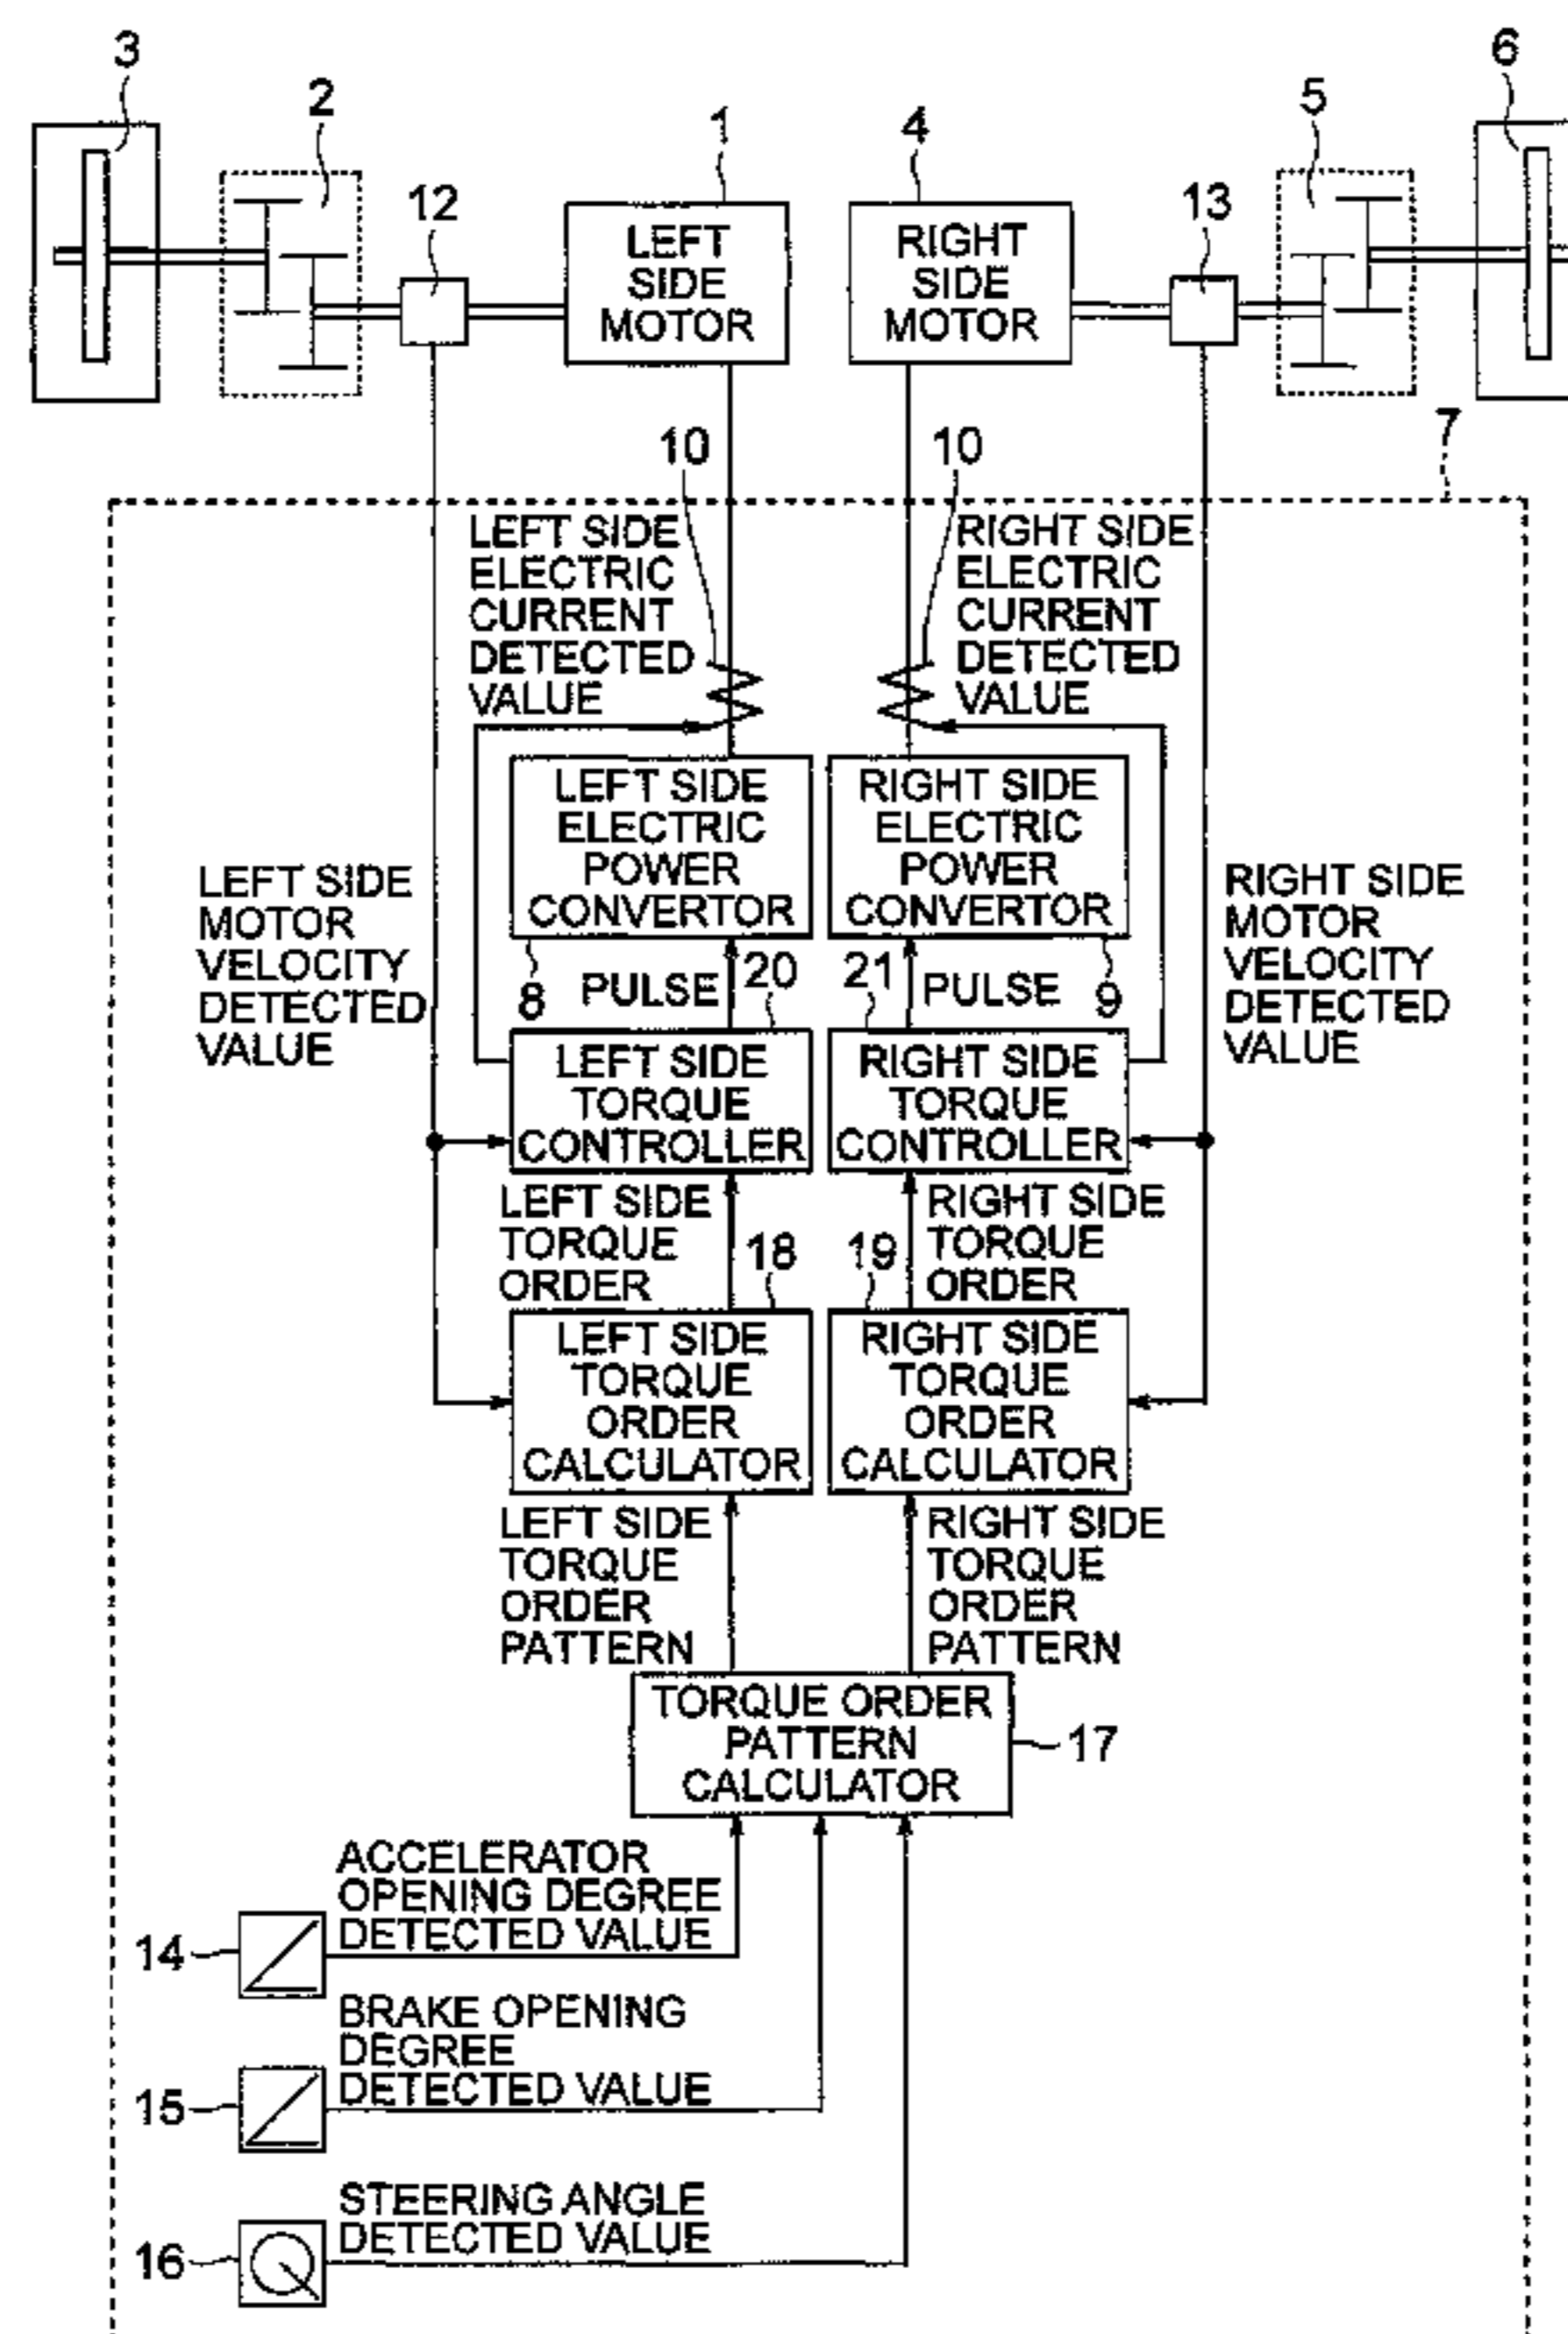 3
2
1
4
5
6
12
13
LEFT
SIDE
MOTOR
RIGHT
SIDE
MOTOR
7
10
10
LEFT SIDE
ELECTRIC
CURRENT
DETECTED
VALUE
RIGHT SIDE
ELECTRIC
CURRENT
DETECTED
VALUE
LEFT SIDE
ELECTRIC
POWER
CONVERTOR
RIGHT SIDE
ELECTRIC
POWER
CONVERTOR
LEFT SIDE
MOTOR
VELOCITY
DETECTED
VALUE
RIGHT SIDE
MOTOR
VELOCITY
DETECTED
VALUE
8
PULSE
20
21
PULSE
9
LEFT SIDE
TORQUE
CONTROLLER
RIGHT SIDE
TORQUE
CONTROLLER
LEFT SIDE
TORQUE
ORDER
18
19
RIGHT SIDE
TORQUE
ORDER
LEFT SIDE
TORQUE
ORDER
CALCULATOR
RIGHT SIDE
TORQUE
ORDER
CALCULATOR
LEFT SIDE
TORQUE
ORDER
PATTERN
RIGHT SIDE
TORQUE
ORDER
PATTERN
TORQUE ORDER
PATTERN
CALCULATOR
17
ACCELERATOR
OPENING DEGREE
DETECTED VALUE
14
BRAKE OPENING
DEGREE
DETECTED VALUE
15
STEERING ANGLE
DETECTED VALUE
16